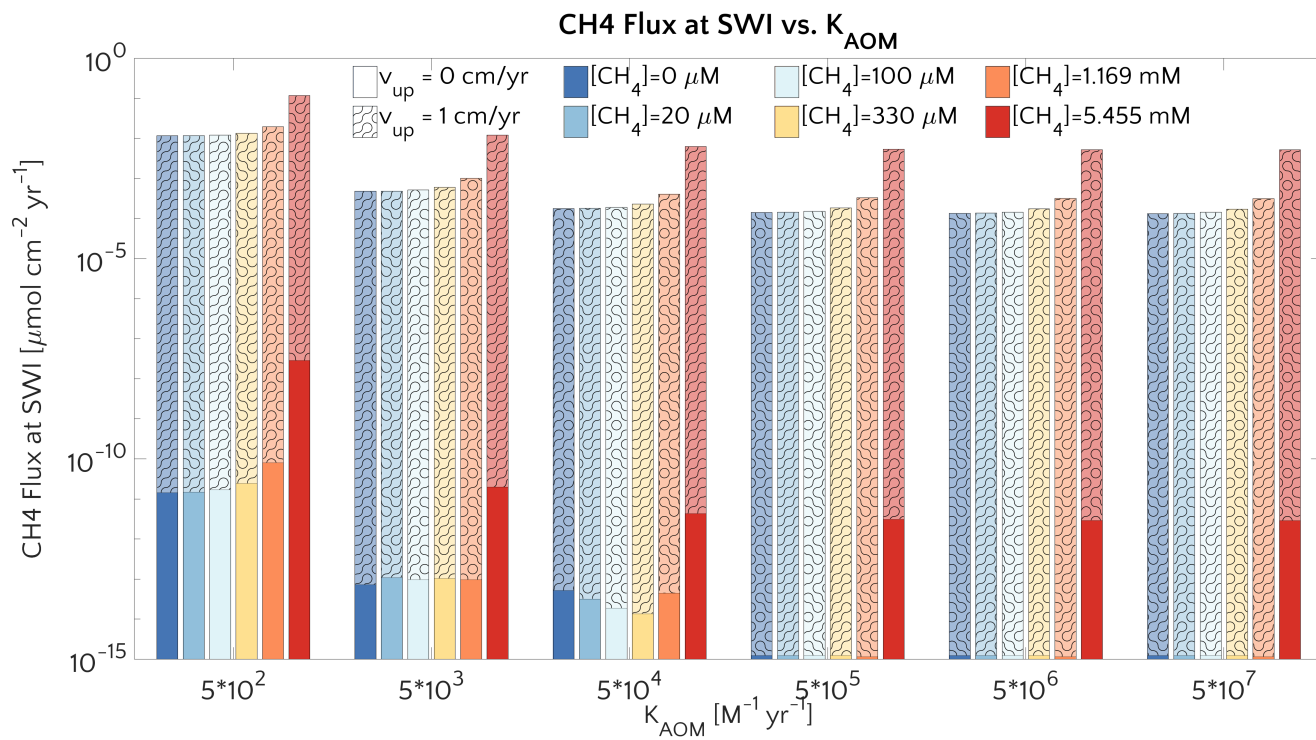 CH4 Flux at SWI vs. K_AOM
v_up = 0 cm/yr
v_up = 1 cm/yr
[CH_4]=0 μM
[CH_4]=20 μM
[CH_4]=100 μM
[CH_4]=330 μM
[CH_4]=1.169 mM
[CH_4]=5.455 mM
CH4 Flux at SWI [μmol cm^−2 yr^−1]
10^0
10^−5
10^−10
10^−15
5*10^2
5*10^3
5*10^4
5*10^5
5*10^6
5*10^7
K_AOM [M^−1 yr^−1]